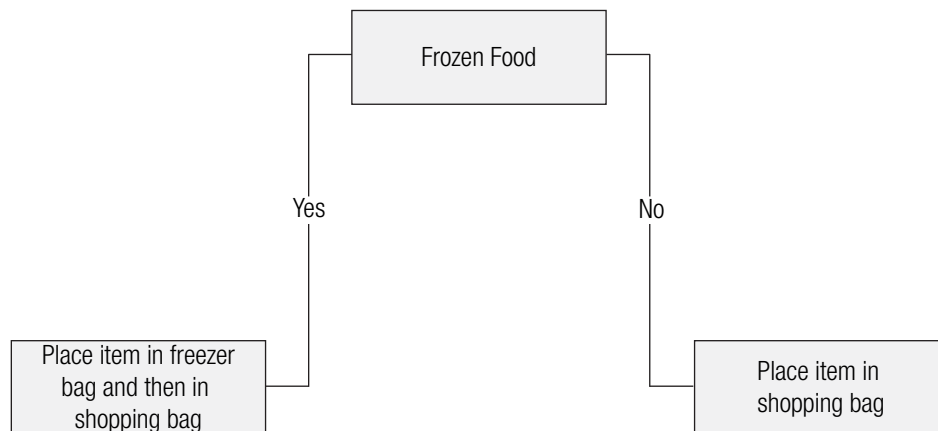 Frozen Food
Yes
No
Place item in freezer
bag and then in
shopping bag
Place item in
shopping bag